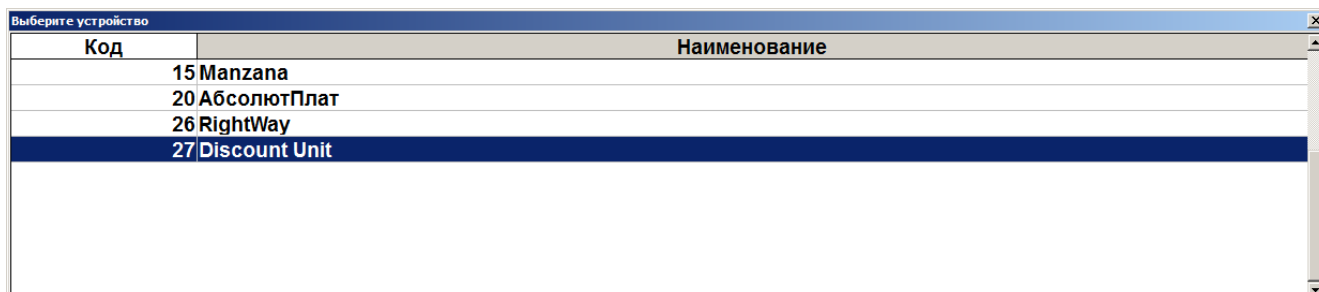 Выберите устройство
Код Наименование
15 Manzana
20 АбсолютПлат
26 RightWay
27 Discount Unit